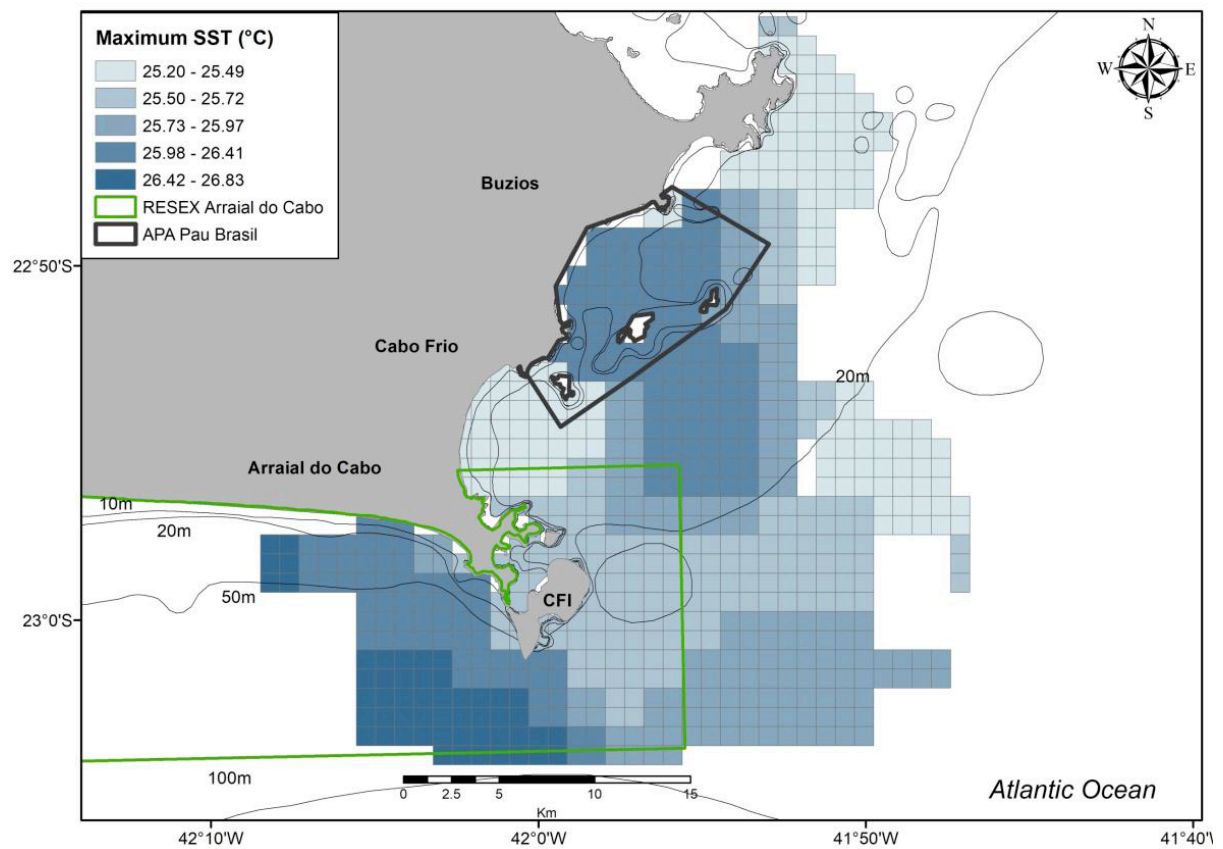 Maximum SST (°C)
25.20 - 25.49
25.50 - 25.72
25.73 - 25.97
25.98 - 26.41
26.42 - 26.83
RESEX Arraial do Cabo
APA Pau Brasil
N
W E
S
Buzios
22°50'S
Cabo Frio
20m
Arraial do Cabo
10m
20m
50m
CFI
23°0'S
100m
0 2.5 5 10 15
Km
Atlantic Ocean
42°10'W 42°0'W 41°50'W 41°40'W